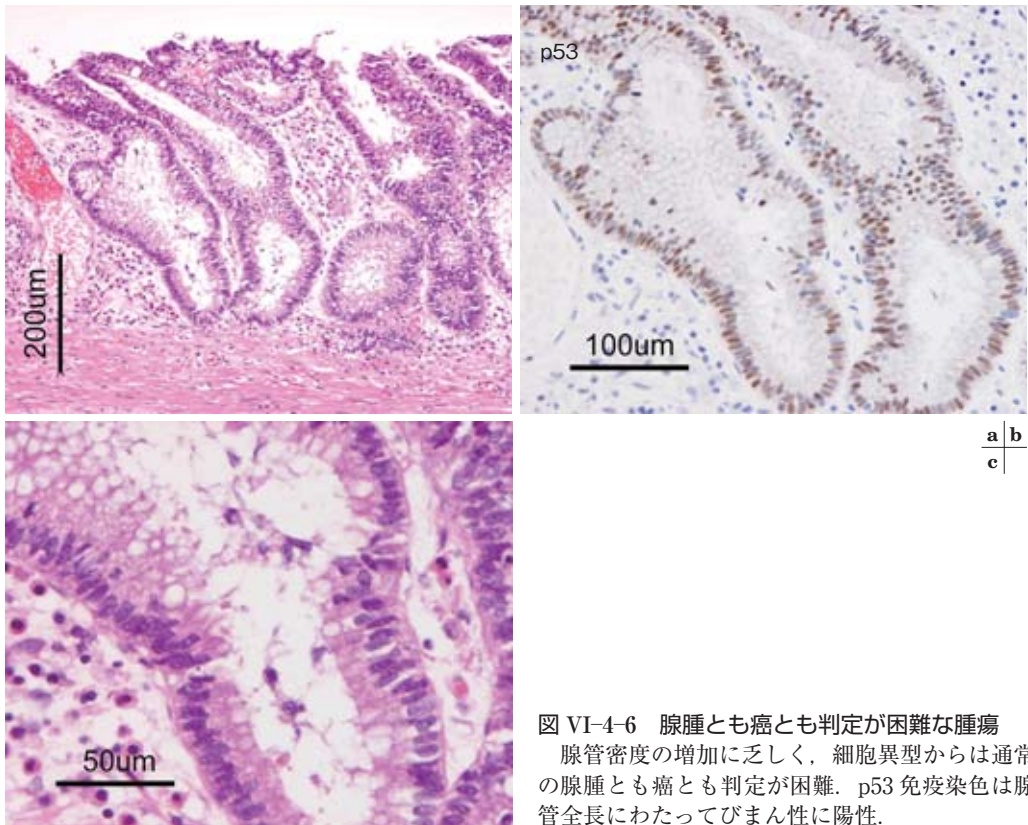 p53
200um
100um
a b
c
50um
図 VI–4–6 腺腫とも癌とも判定が困難な腫瘍
腺管密度の増加に乏しく，細胞異型からは通常
の腺腫とも癌とも判定が困難．p53 免疫染色は腺
管全長にわたってびまん性に陽性．